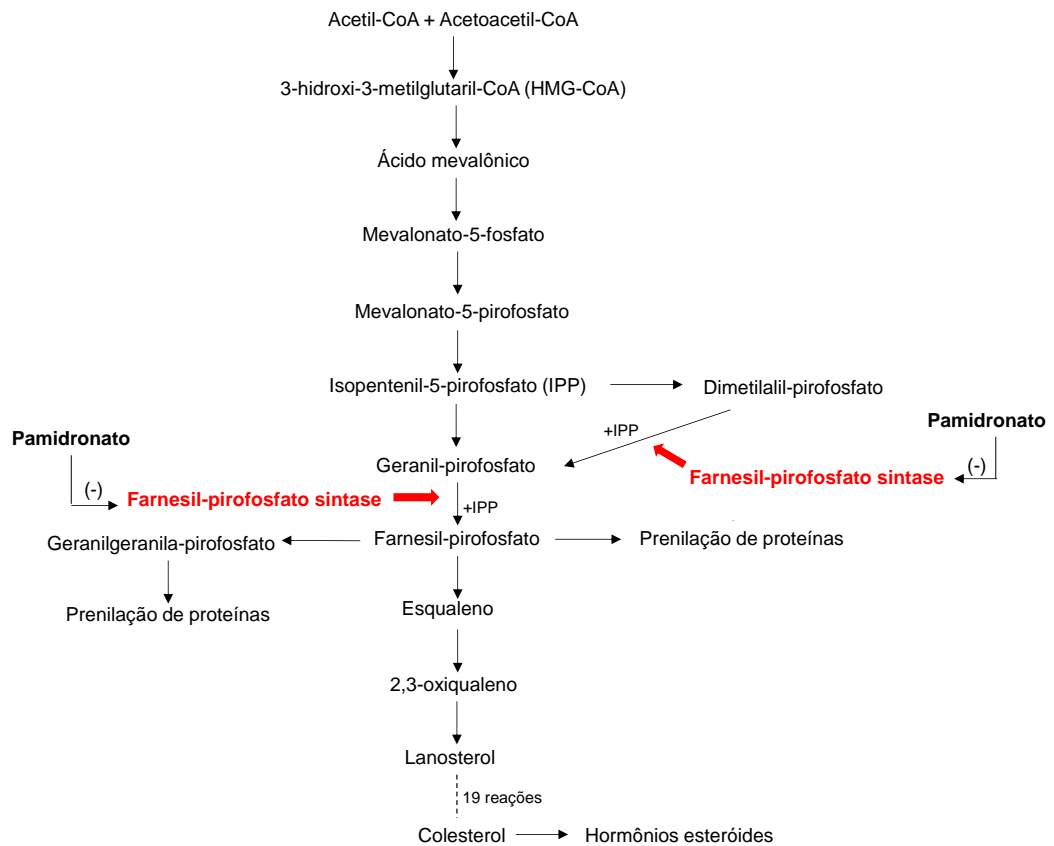 Acetil-CoA + Acetoacetil-CoA
3-hidroxi-3-metilglutaril-CoA (HMG-CoA)
Ácido mevalônico
Mevalonato-5-fosfato
Mevalonato-5-pirofosfato
Isopentenil-5-pirofosfato (IPP)
Dimetilalil-pirofosfato
+IPP
Pamidronato
Pamidronato
(-)
Farnesil-pirofosfato sintase
Geranil-pirofosfato
(-)
Farnesil-pirofosfato sintase
+IPP
Geranilgeranila-pirofosfato
Farnesil-pirofosfato
Prenilação de proteínas
Prenilação de proteínas
Esqualeno
2,3-oxiqualeno
Lanosterol
19 reações
Colesterol
Hormônios esteróides